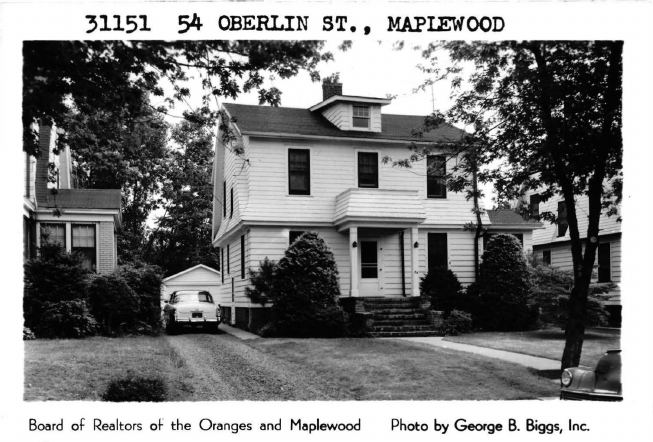 31151 54 OBERLIN ST., MAPLEWOOD
Board of Realtors of the Oranges and Maplewood Photo by George B. Biggs, Inc.